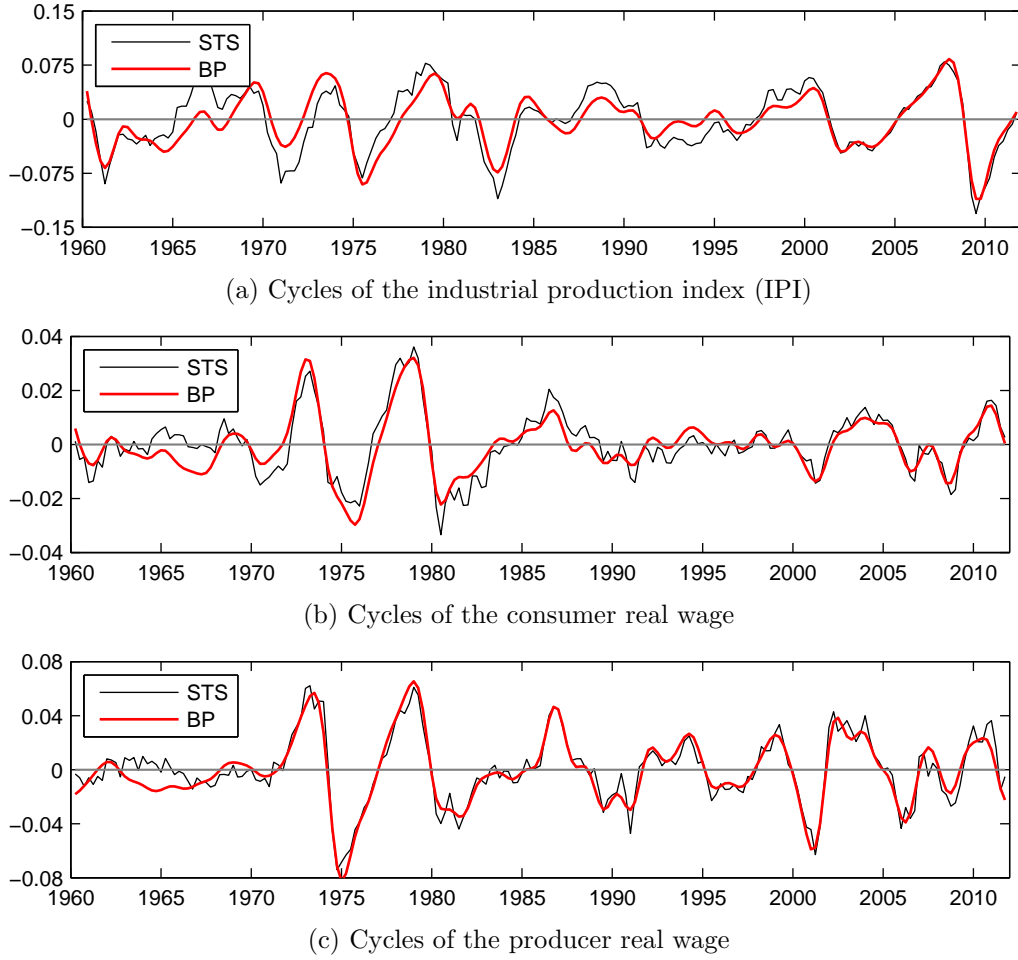 0.15
0.075
0
−0.075
−0.15
STS
BP
1960 1965 1970 1975 1980 1985 1990 1995 2000 2005 2010
(a) Cycles of the industrial production index (IPI)
0.04
0.02
0
−0.02
−0.04
STS
BP
1960 1965 1970 1975 1980 1985 1990 1995 2000 2005 2010
(b) Cycles of the consumer real wage
0.08
0.04
0
−0.04
−0.08
STS
BP
1960 1965 1970 1975 1980 1985 1990 1995 2000 2005 2010
(c) Cycles of the producer real wage